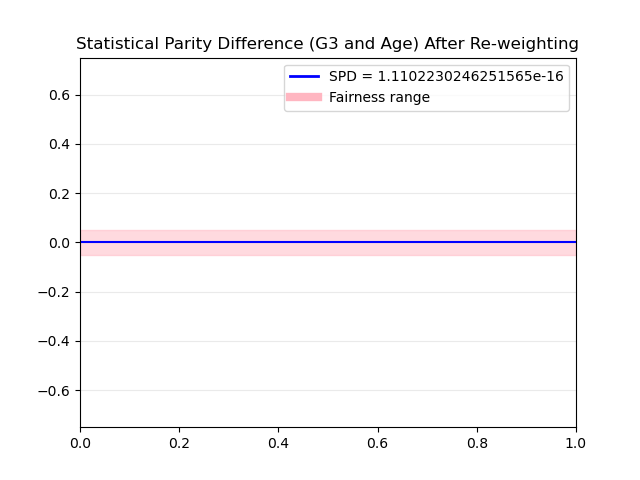 Statistical Parity Difference (G3 and Age) After Re-weighting
SPD = 1.1102230246251565e-16
Fairness range
0.6
0.4
0.2
0.0
−0.2
−0.4
−0.6
0.0 0.2 0.4 0.6 0.8 1.0